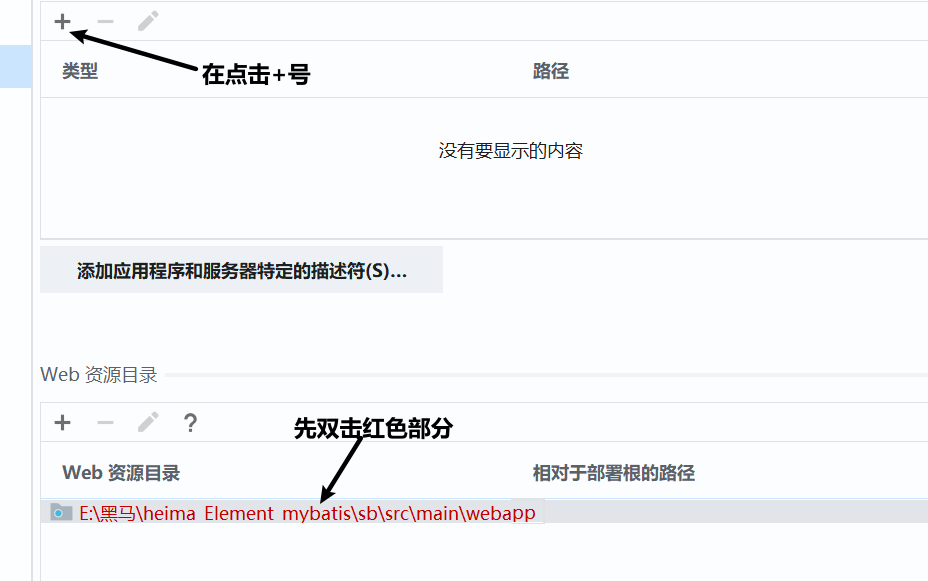 在点击+号
类型 路径
没有要显示的内容
添加应用程序和服务器特定的描述符(S)...
Web 资源目录
?
先双击红色部分
Web 资源目录 相对于部署根的路径
E:\黑马\heima_Element_mybatis\sb\src\main\webapp